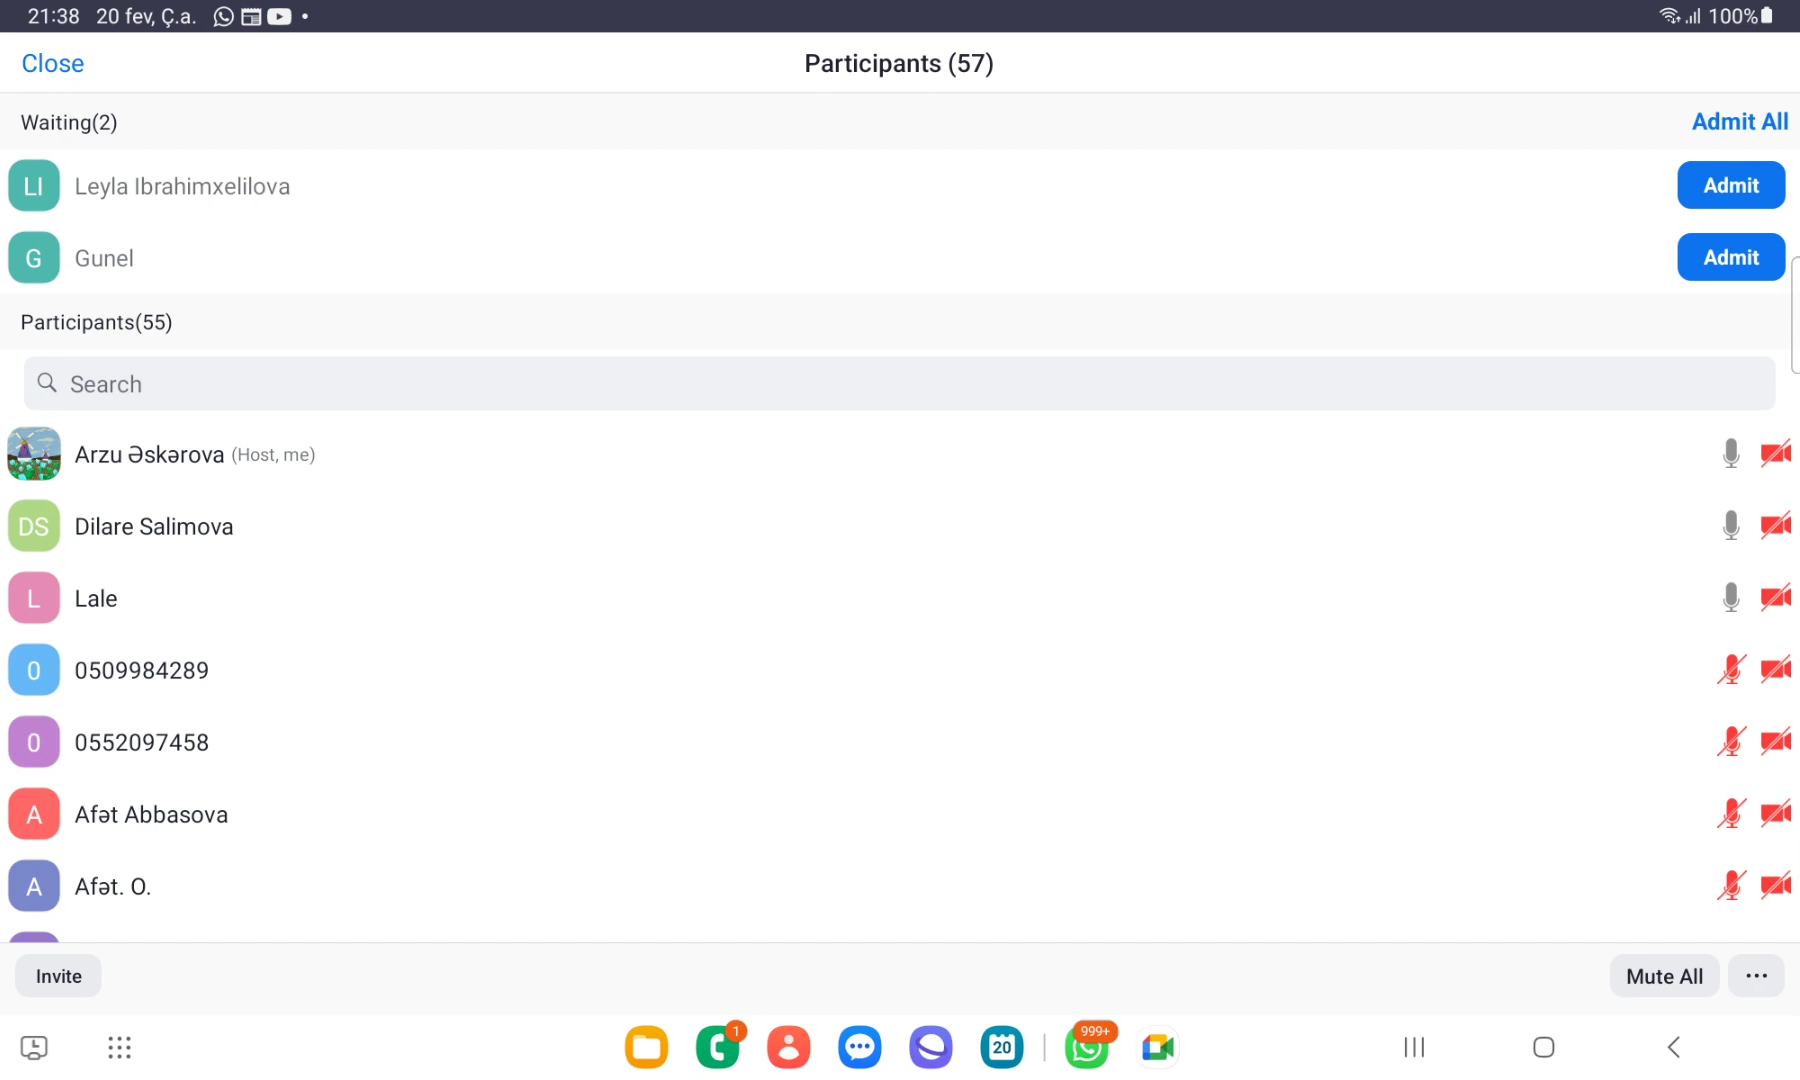 21:38 20 fev, Ç.a. 100%
Close
Participants (57)
Waiting(2)
Admit All
LI Leyla Ibrahimxelilova Admit
G Gunel Admit
Participants(55)
Search
Arzu Əskərova (Host, me)
DS Dilare Salimova
L Lale
0 0509984289
0 0552097458
A Afət Abbasova
A Afət. O.
Invite
Mute All ...
1
20
999+